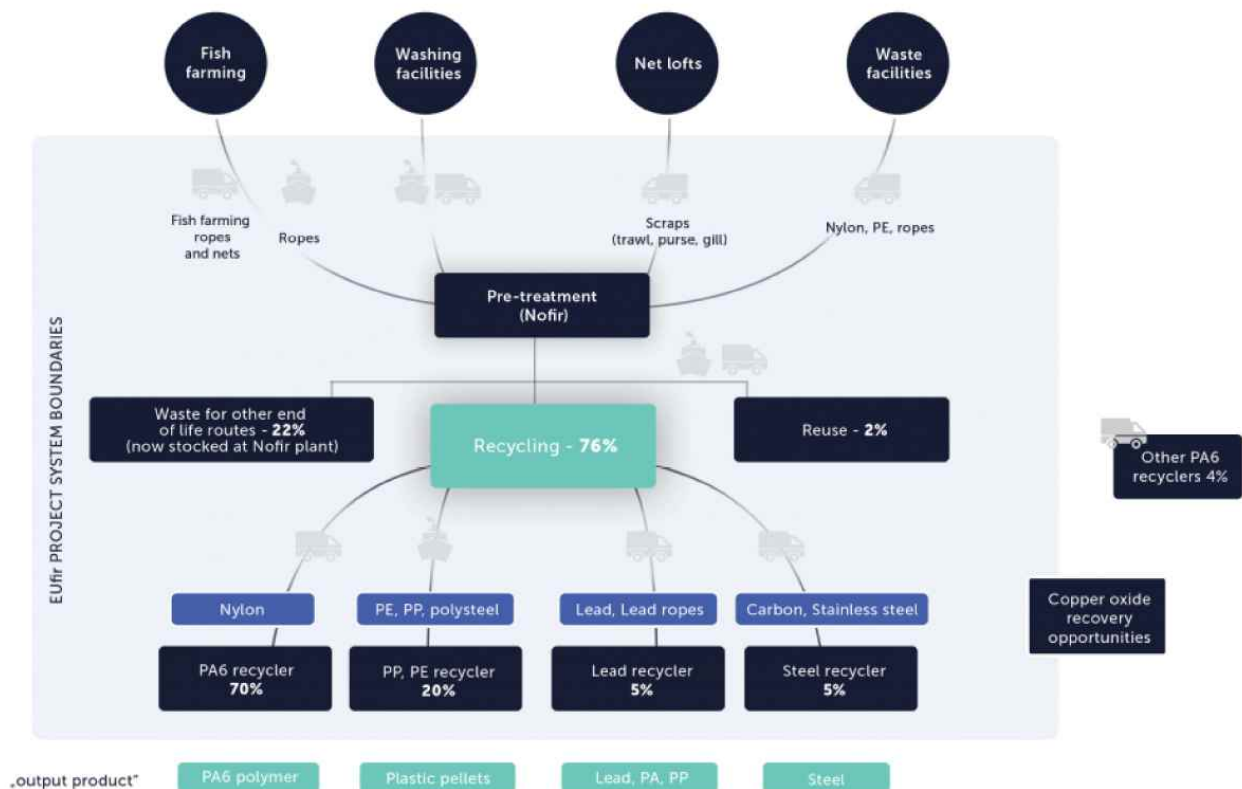 Fish
farming
Washing
facilities
Net lofts
Waste
facilities
Fish farming
ropes
and nets
Ropes
Scraps
(trawl, purse, gill)
Nylon, PE, ropes
Pre-treatment
(Nofir)
EUfir PROJECT SYSTEM BOUNDARIES
Waste for other end
of life routes - 22%
(now stocked at Nofir plant)
Recycling - 76%
Reuse - 2%
Other PA6
recyclers 4%
Nylon
PE, PP, polysteel
Lead, Lead ropes
Carbon, Stainless steel
Copper oxide
recovery
opportunities
PA6 recycler
70%
PP, PE recycler
20%
Lead recycler
5%
Steel recycler
5%
„output product"
PA6 polymer
Plastic pellets
Lead, PA, PP
Steel